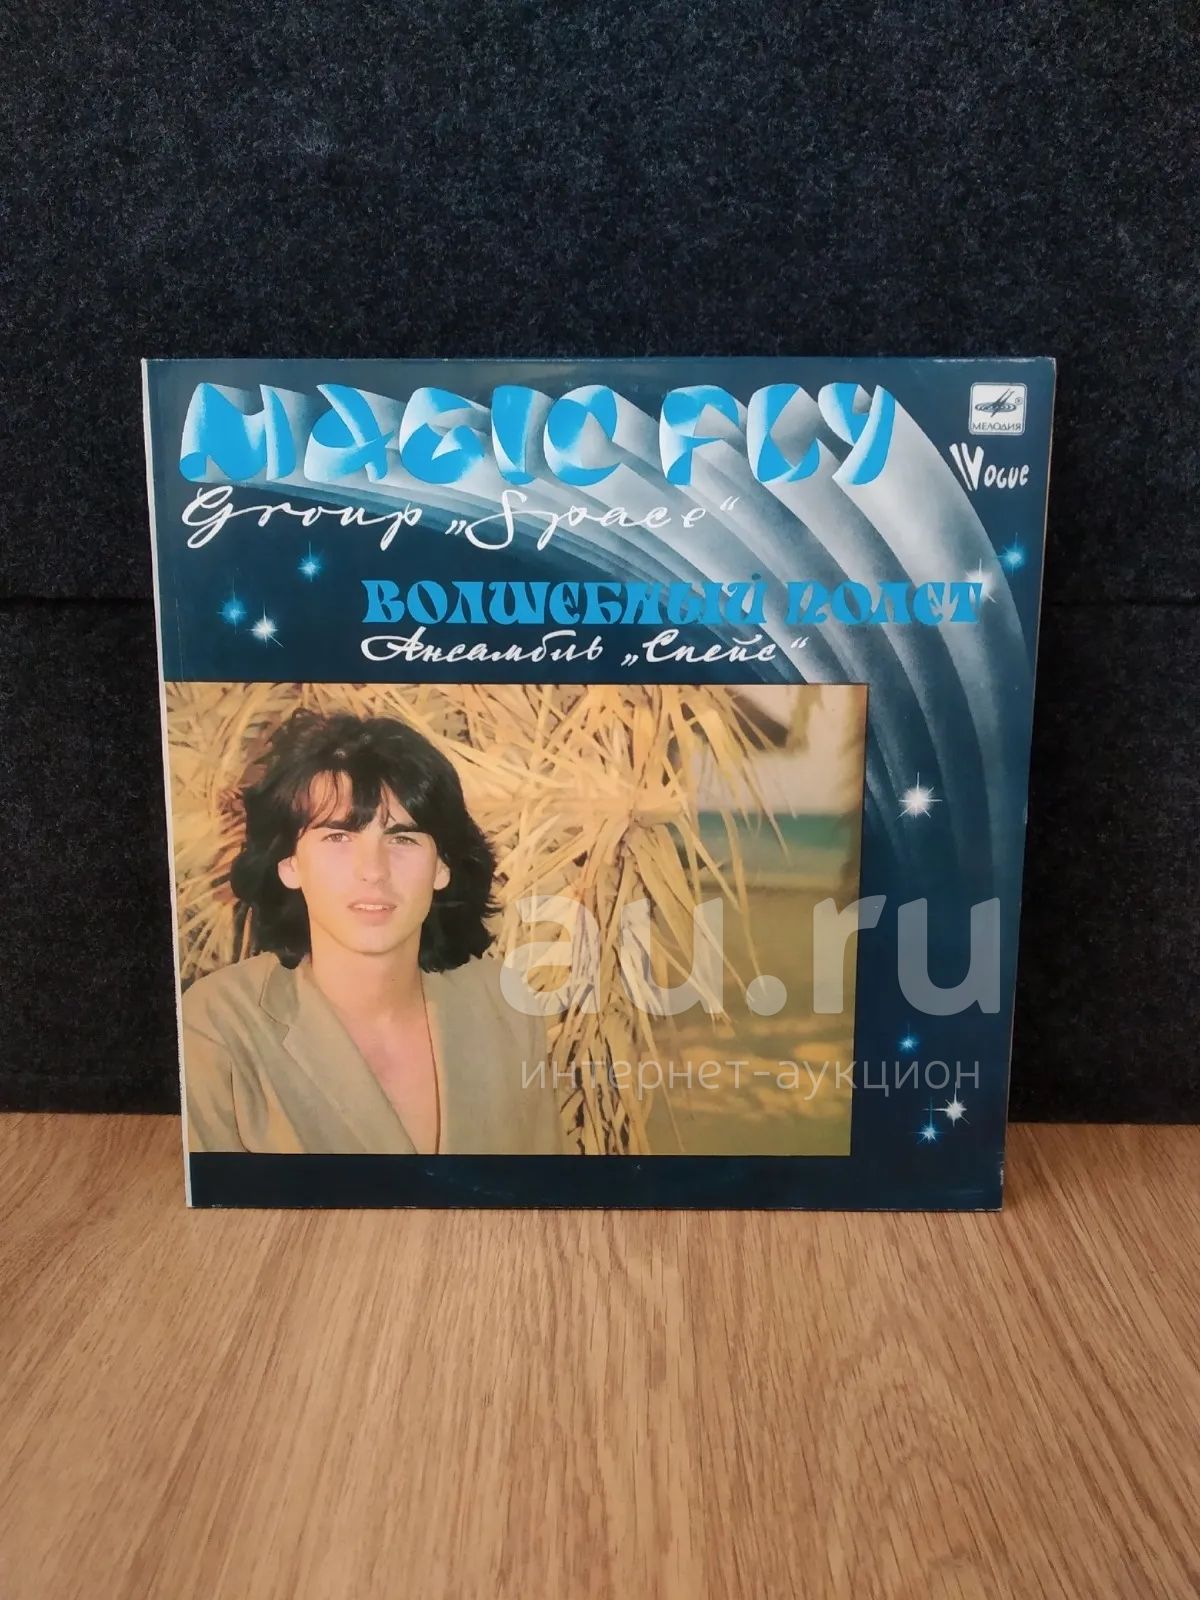 MAGIC FLY
МЕЛОДИЯ
Vogue
Group „Space“
ВОЛШЕБНЫЙ ПОЛЕТ
Ансамбль „Спейс“
au.ru
интернет-аукцион